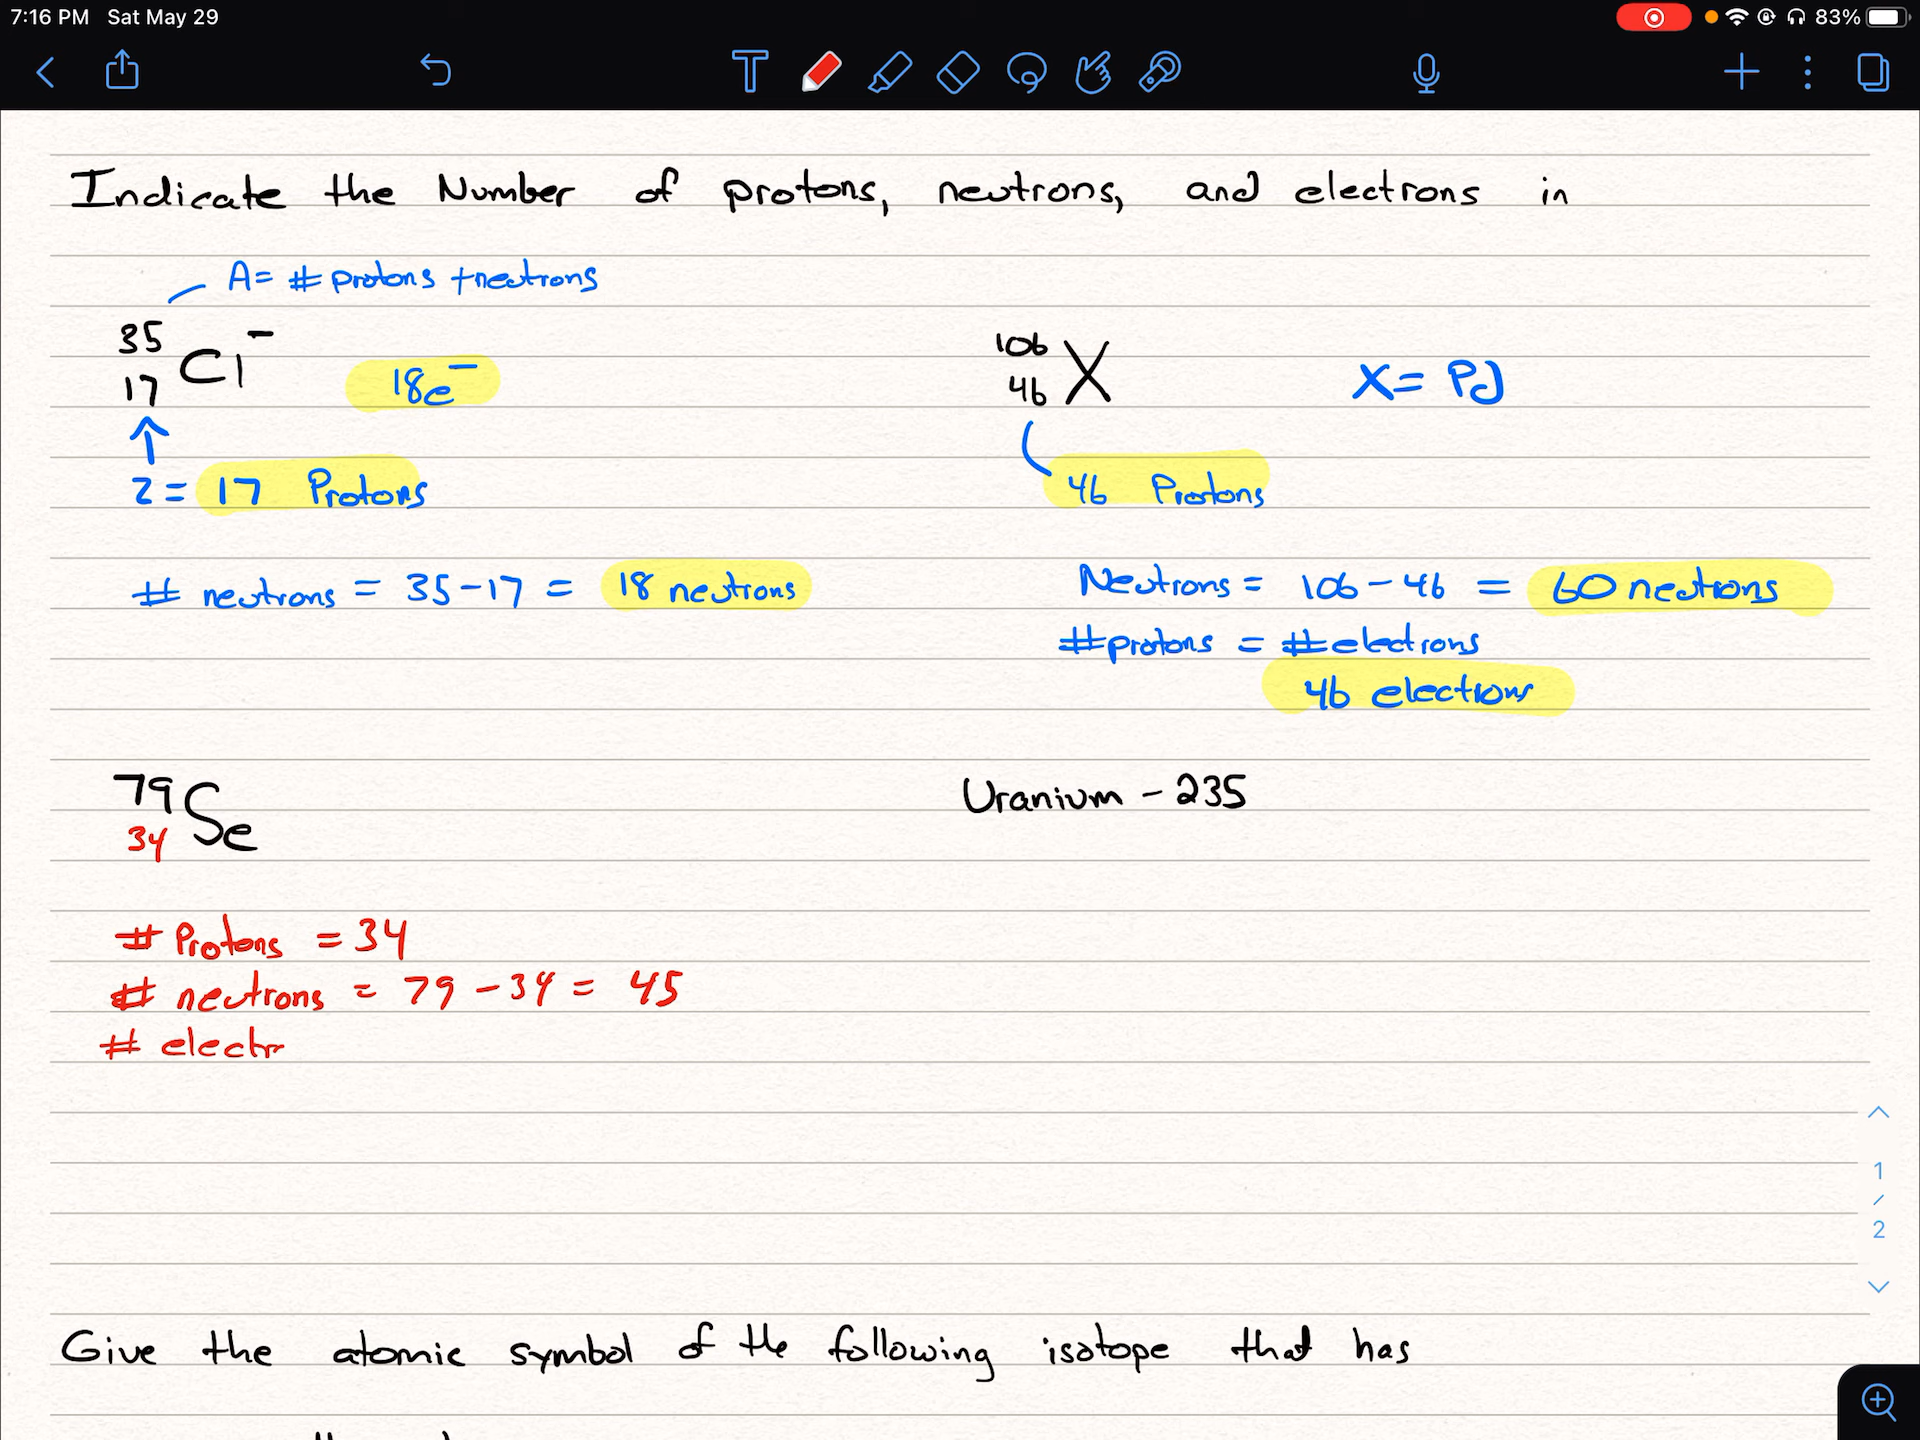 7:16 PM Sat May 29
83%
Indicate the Number of protons, neutrons, and electrons in
A= # protons + neutrons
35
17 Cl⁻
18e⁻
2 = 17 Protons
# neutrons = 35-17 = 18 neutrons
106
46 X
X= Pd
46 Protons
Neutrons = 106 - 46 = 60 neutrons
#protons = #electrons
46 electrons
79
34 Se
# Protons = 34
# neutrons = 79 - 34 = 45
# electr
Uranium - 235
1
/
2
Give the atomic symbol of the following isotope that has